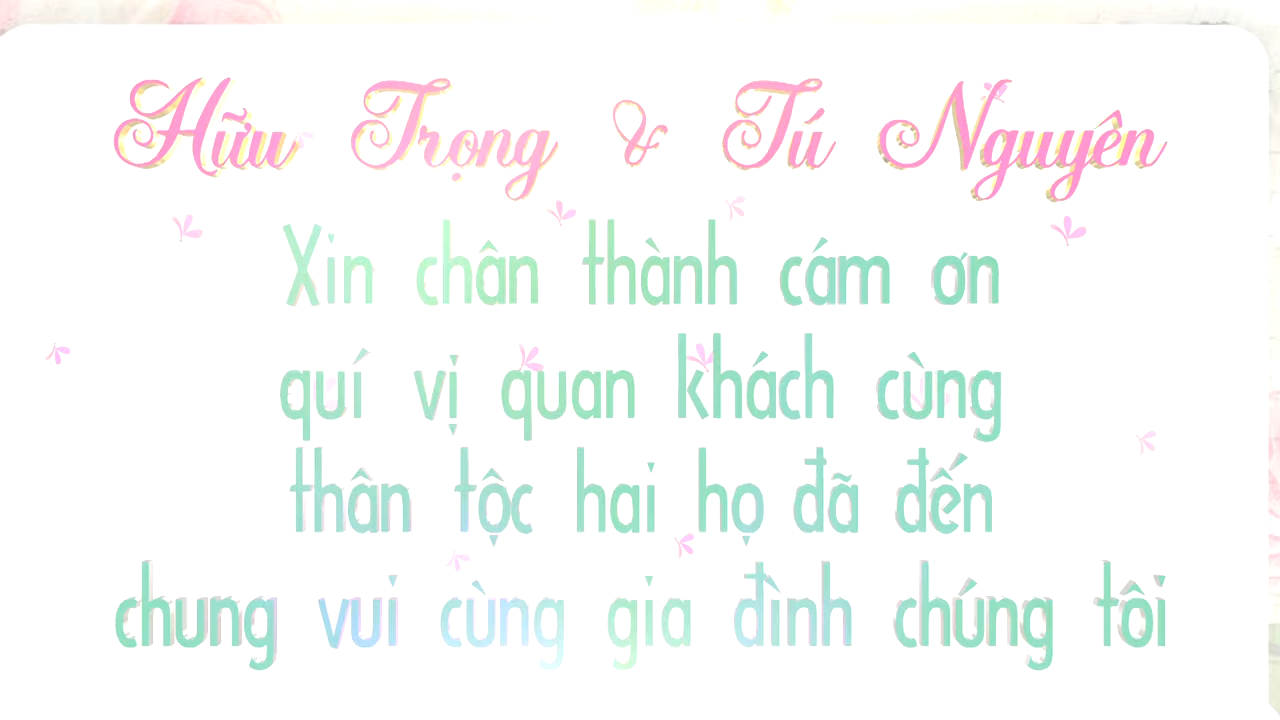 Hữu Trọng & Tú Nguyên
Xin chân thành cám ơn
quí vị quan khách cùng
thân tộc hai họ đã đến
chung vui cùng gia đình chúng tôi